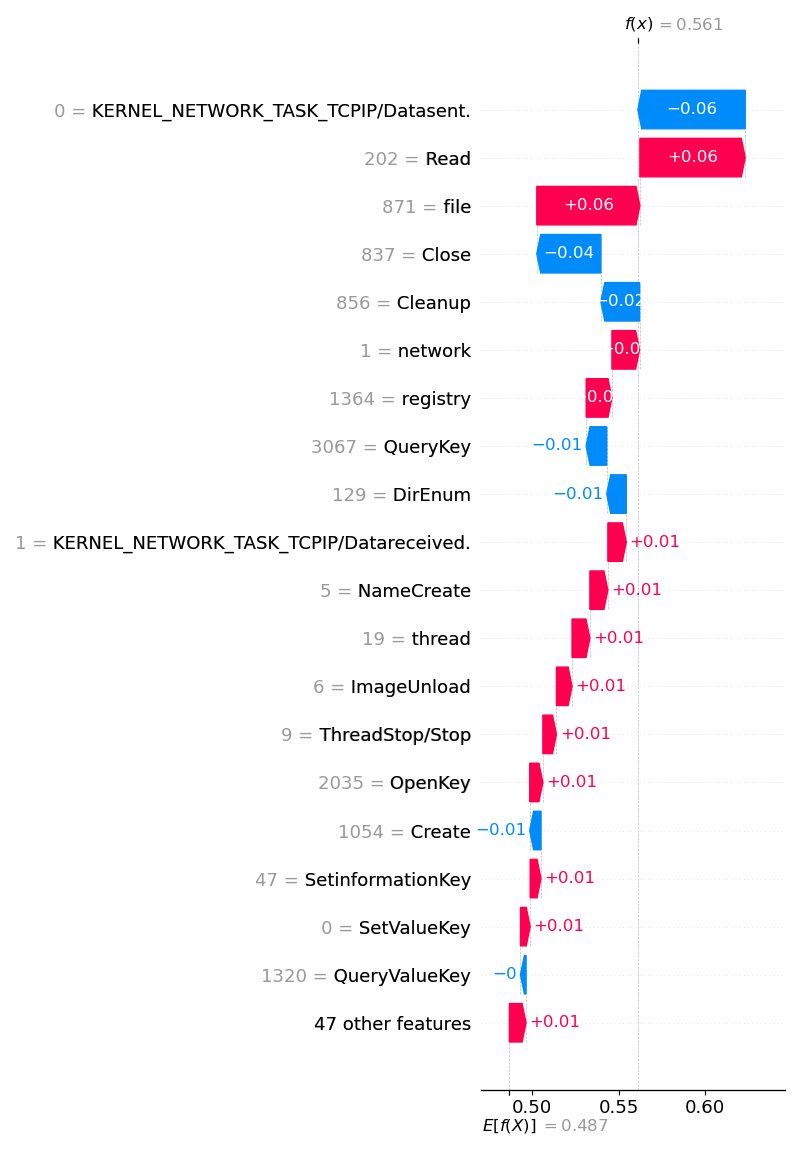 f(x) = 0.561
0 = KERNEL_NETWORK_TASK_TCPIP/Datasent. −0.06
202 = Read +0.06
871 = file +0.06
837 = Close −0.04
856 = Cleanup −0.02
1 = network
1364 = registry
3067 = QueryKey −0.01
129 = DirEnum −0.01
1 = KERNEL_NETWORK_TASK_TCPIP/Datareceived. +0.01
5 = NameCreate +0.01
19 = thread +0.01
6 = ImageUnload +0.01
9 = ThreadStop/Stop +0.01
2035 = OpenKey +0.01
1054 = Create −0.01
47 = SetinformationKey +0.01
0 = SetValueKey +0.01
1320 = QueryValueKey −0
47 other features +0.01
0.50 0.55 0.60
E[f(X)] = 0.487